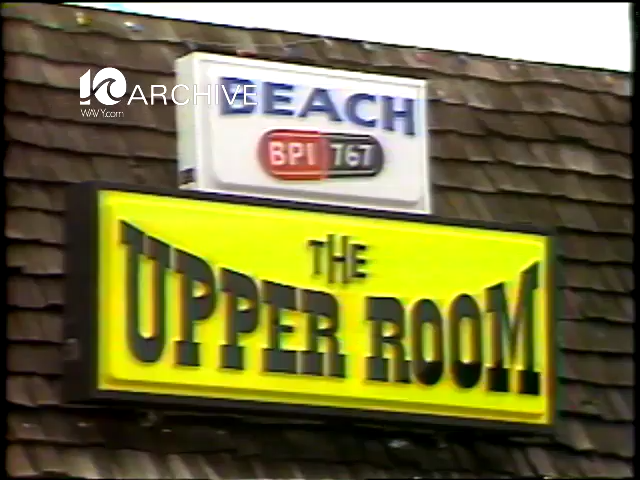 10 ARCHIVE
WAVY.com
BEACH
BPI 767
THE
UPPER ROOM